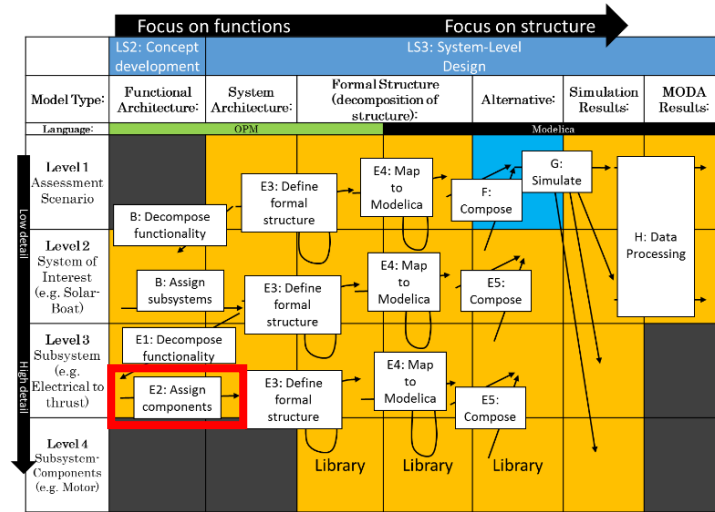 Focus on functions
Focus on structure
LS2: Concept
development
LS3: System-Level
Design
Model Type:
Functional
Architecture:
System
Architecture:
Formal Structure
(decomposition of
structure):
Alternative:
Simulation
Results:
MODA
Results:
Language:
OPM
Modelica
Low detail
High detail
Level 1
Assessment
Scenario
B: Decompose
functionality
E3: Define
formal
structure
E4: Map
to
Modelica
F:
Compose
G:
Simulate
H: Data
Processing
Level 2
System of
Interest
(e.g. Solar-
Boat)
B: Assign
subsystems
E3: Define
formal
structure
E4: Map
to
Modelica
E5:
Compose
Level 3
Subsystem
(e.g.
Electrical to
thrust)
E1: Decompose
functionality
E2: Assign
components
E3: Define
formal
structure
E4: Map
to
Modelica
E5:
Compose
Level 4
Subsystem-
Components
(e.g. Motor)
Library
Library
Library